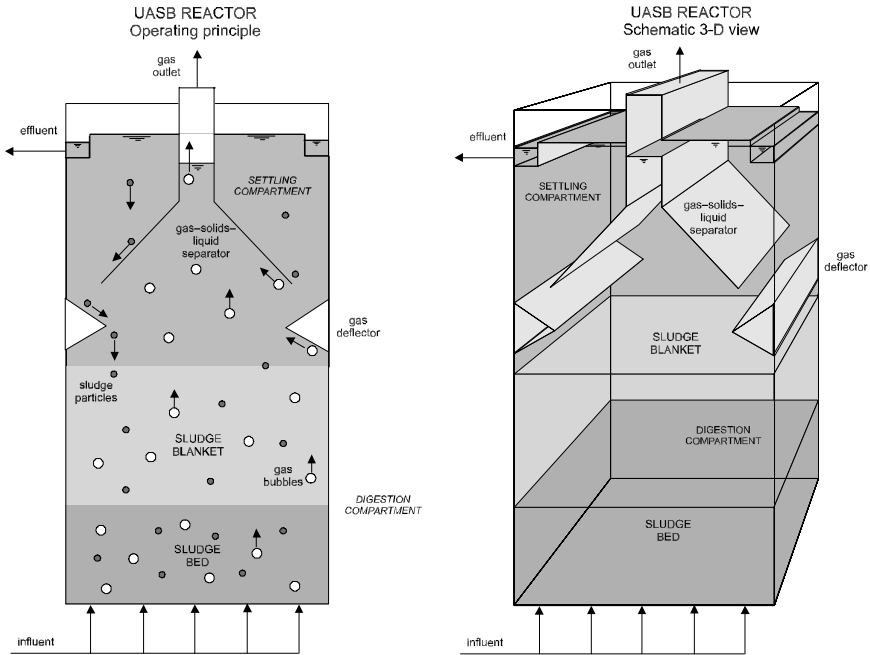 UASB REACTOR
Operating principle
gas
outlet
effluent
SETTLING
COMPARTMENT
gas–solids–
liquid
separator
gas
deflector
sludge
particles
SLUDGE
BLANKET
gas
bubbles
DIGESTION
COMPARTMENT
SLUDGE
BED
influent
UASB REACTOR
Schematic 3-D view
gas
outlet
effluent
SETTLING
COMPARTMENT
gas–solids–
liquid
separator
gas
deflector
SLUDGE
BLANKET
DIGESTION
COMPARTMENT
SLUDGE
BED
influent